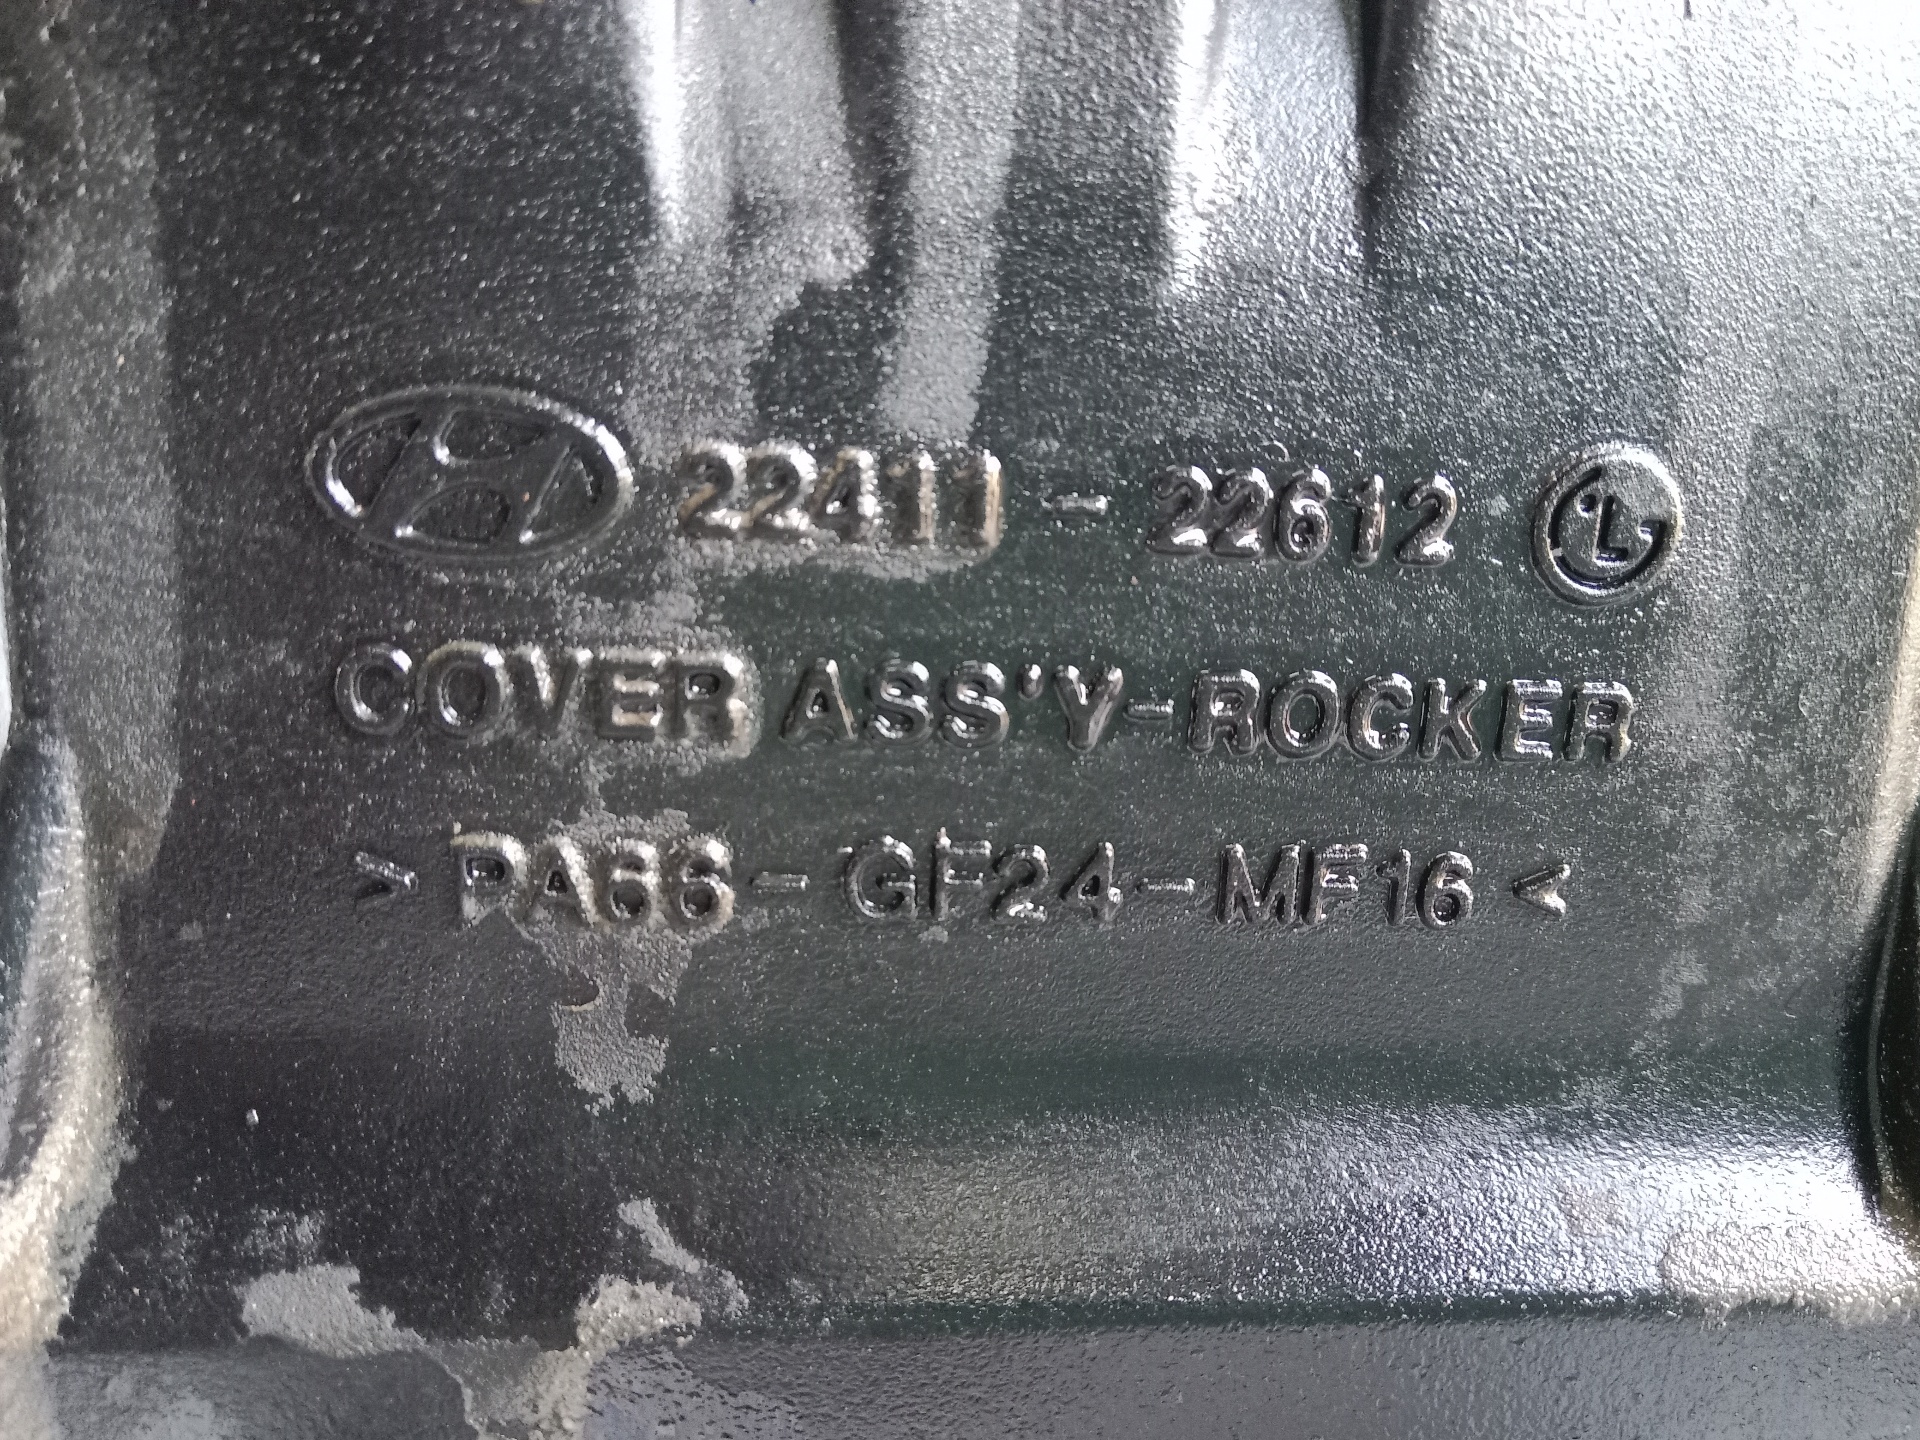 22411 - 22612
COVER ASS'Y-ROCKER
> PA66-GF24-MF16 <